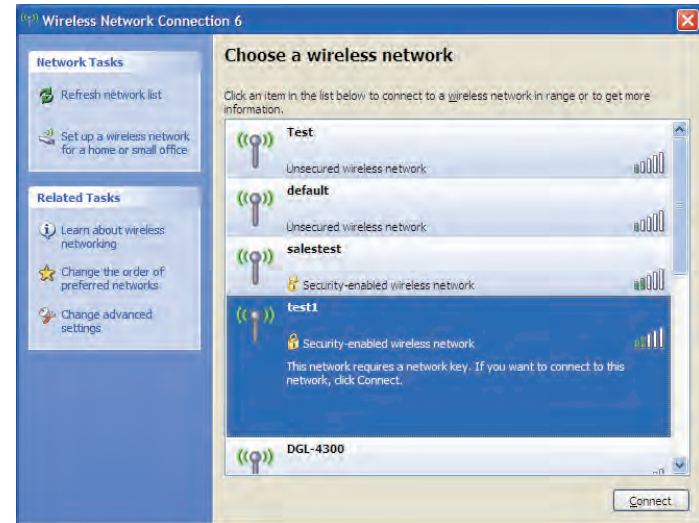 Wireless Network Connection 6
Network Tasks
Refresh network list
Set up a wireless network
for a home or small office
Related Tasks
Learn about wireless
networking
Change the order of
preferred networks
Change advanced
settings
Choose a wireless network
Click an item in the list below to connect to a wireless network in range or to get more
information.
Test
Unsecured wireless network
default
Unsecured wireless network
salestest
Security-enabled wireless network
test1
Security-enabled wireless network
This network requires a network key. If you want to connect to this
network, click Connect.
DGL-4300
Connect